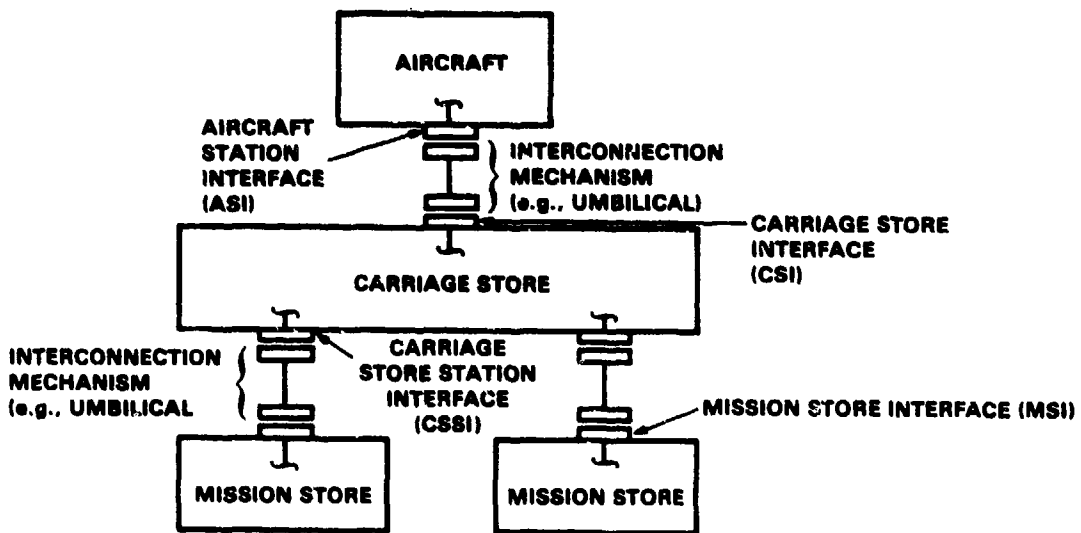 AIRCRAFT
AIRCRAFT
STATION
INTERFACE
(ASI)
INTERCONNECTION
MECHANISM
(e.g., UMBILICAL)
CARRIAGE STORE
INTERFACE
(CSI)
CARRIAGE STORE
INTERCONNECTION
MECHANISM
(e.g., UMBILICAL
CARRIAGE
STORE STATION
INTERFACE
(CSSI)
MISSION STORE INTERFACE (MSI)
MISSION STORE
MISSION STORE